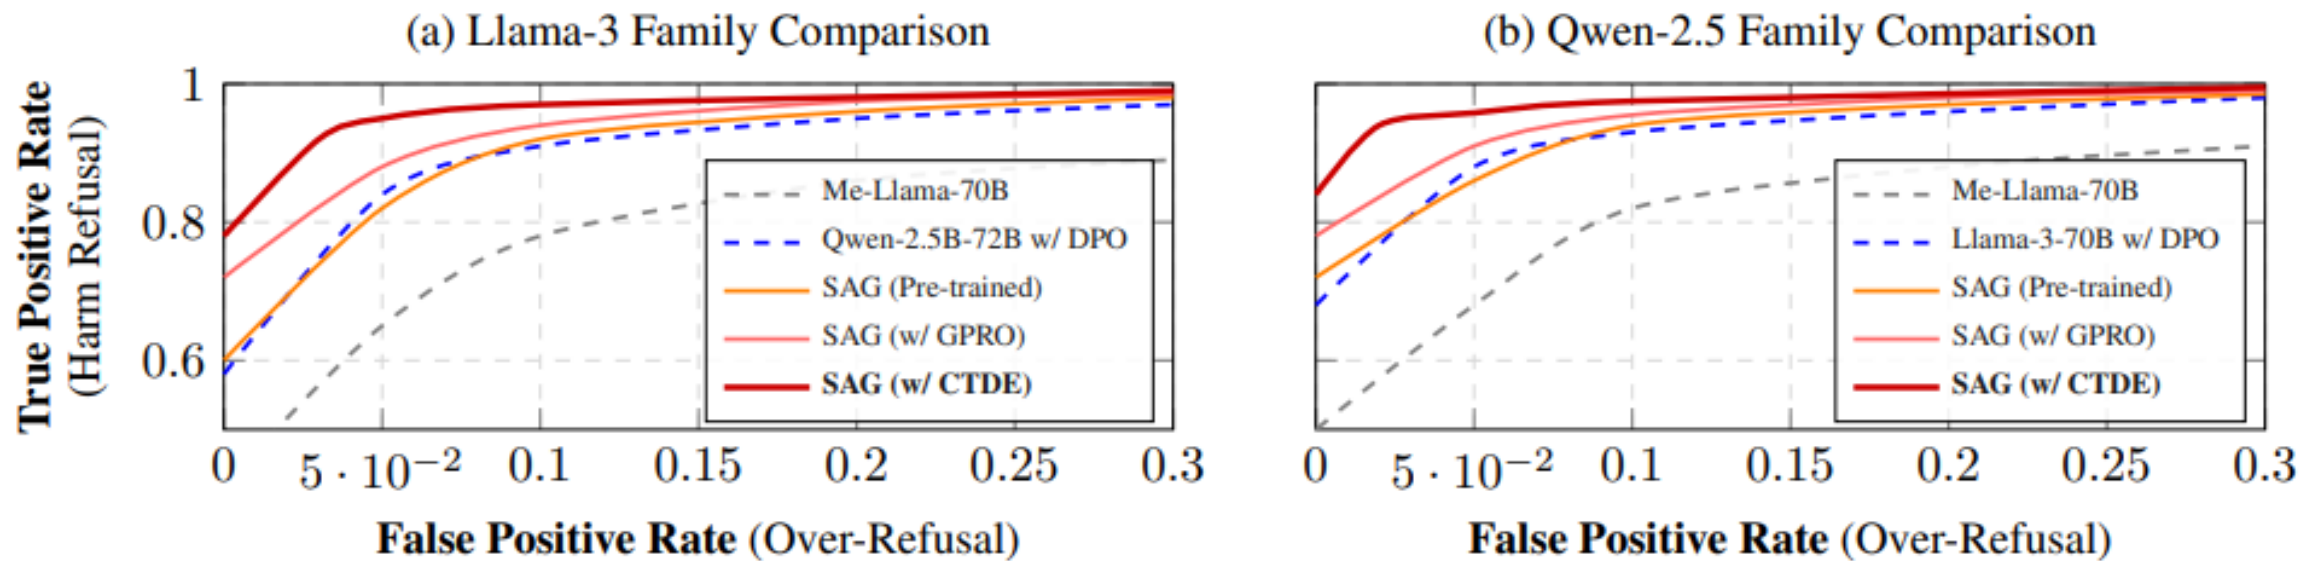 (a) Llama-3 Family Comparison
True Positive Rate
(Harm Refusal)
1
0.8
0.6
Me-Llama-70B
Qwen-2.5B-72B w/ DPO
SAG (Pre-trained)
SAG (w/ GPRO)
SAG (w/ CTDE)
0 5 · 10⁻² 0.1 0.15 0.2 0.25 0.3
False Positive Rate (Over-Refusal)
(b) Qwen-2.5 Family Comparison
Me-Llama-70B
Llama-3-70B w/ DPO
SAG (Pre-trained)
SAG (w/ GPRO)
SAG (w/ CTDE)
0 5 · 10⁻² 0.1 0.15 0.2 0.25 0.3
False Positive Rate (Over-Refusal)